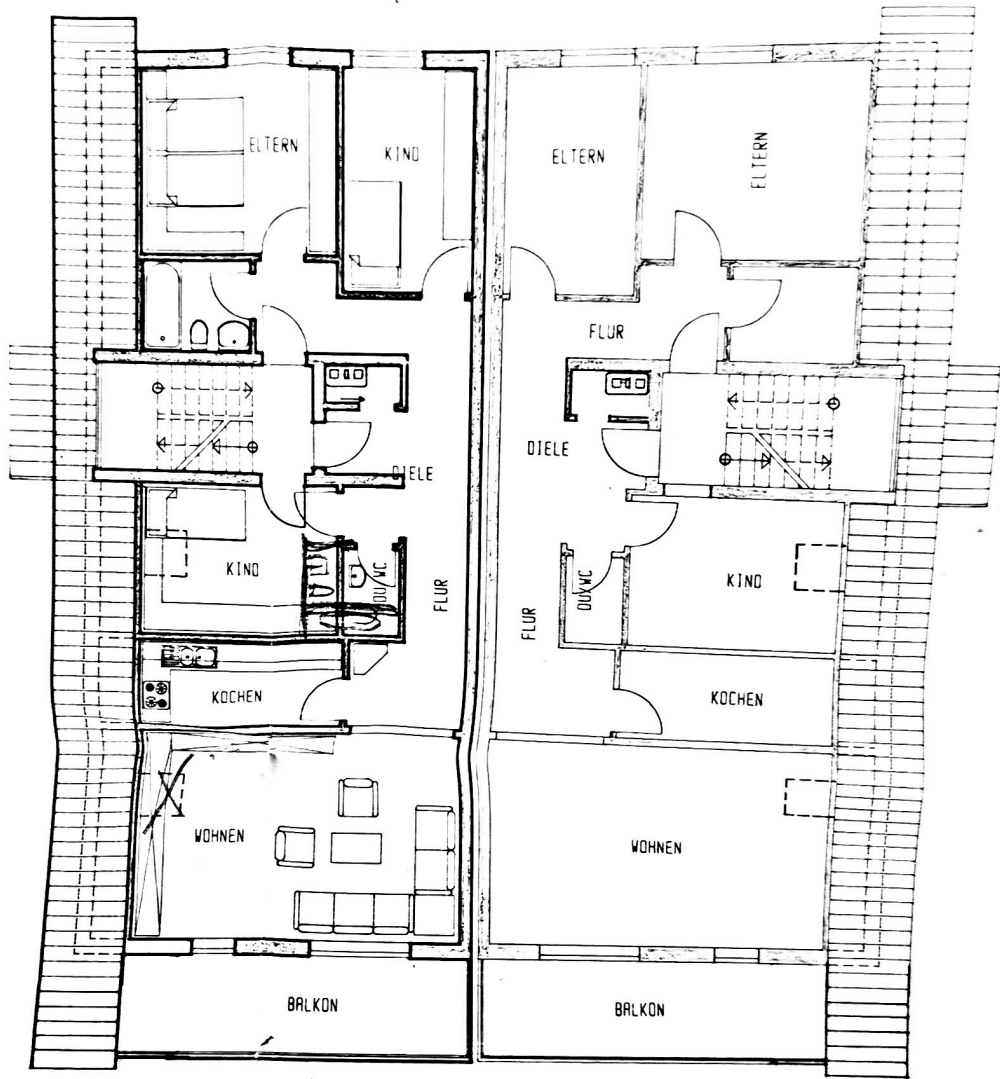 ELTERN
KIND
ELTERN
ELTERN
FLUR
DIELE
DIELE
KIND
DU/WC
FLUR
DU/WC
FLUR
KIND
KOCHEN
KOCHEN
WOHNEN
WOHNEN
BALKON
BALKON